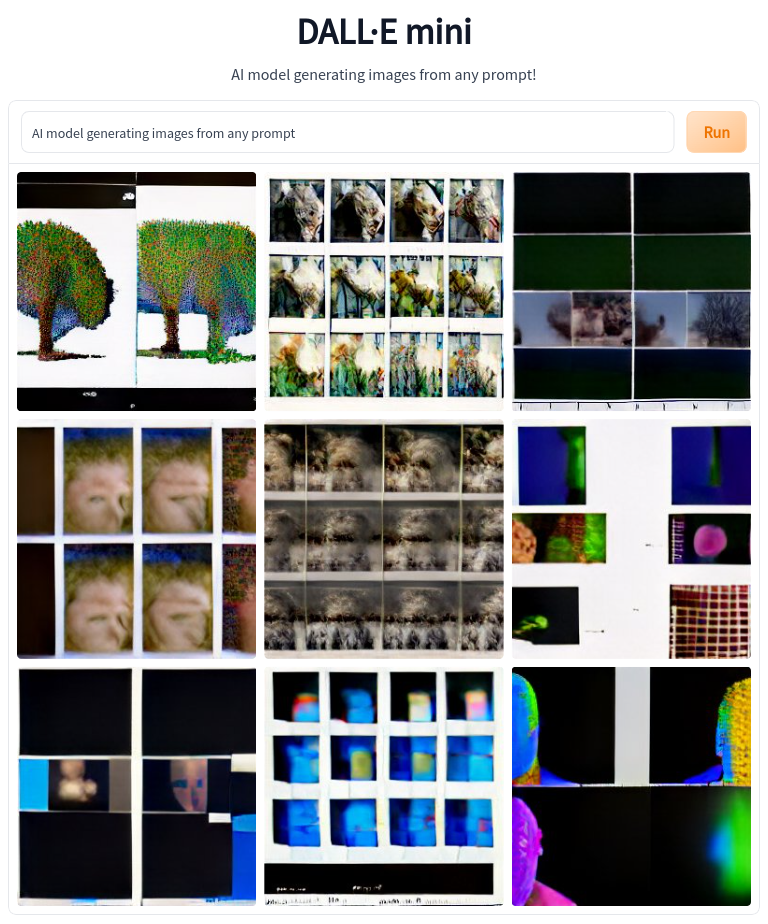 DALL·E mini
AI model generating images from any prompt!
AI model generating images from any prompt
Run